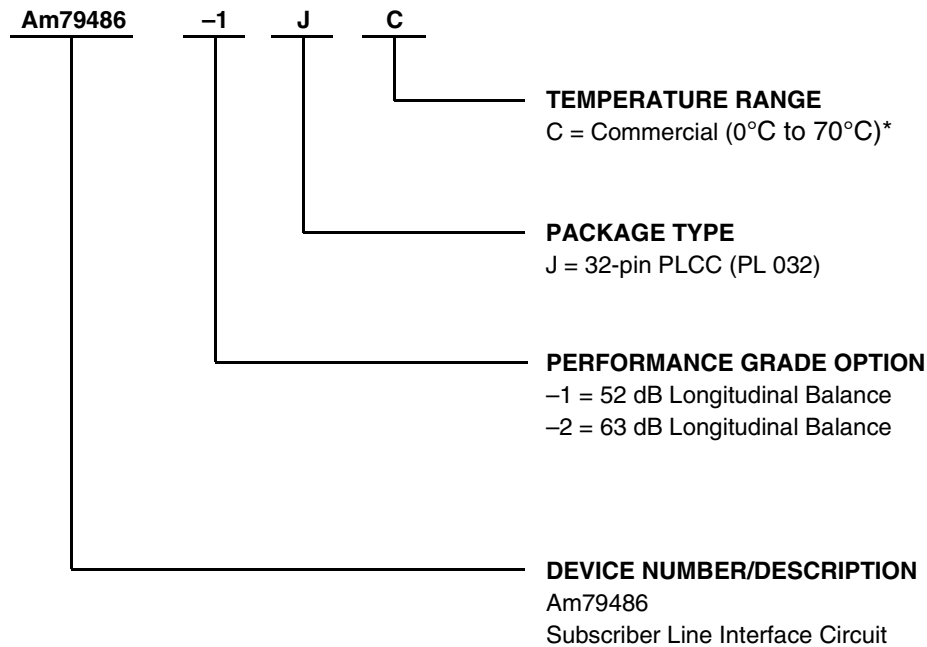 Am79486 –1 J C
TEMPERATURE RANGE
C = Commercial (0°C to 70°C)*
PACKAGE TYPE
J = 32-pin PLCC (PL 032)
PERFORMANCE GRADE OPTION
–1 = 52 dB Longitudinal Balance
–2 = 63 dB Longitudinal Balance
DEVICE NUMBER/DESCRIPTION
Am79486
Subscriber Line Interface Circuit